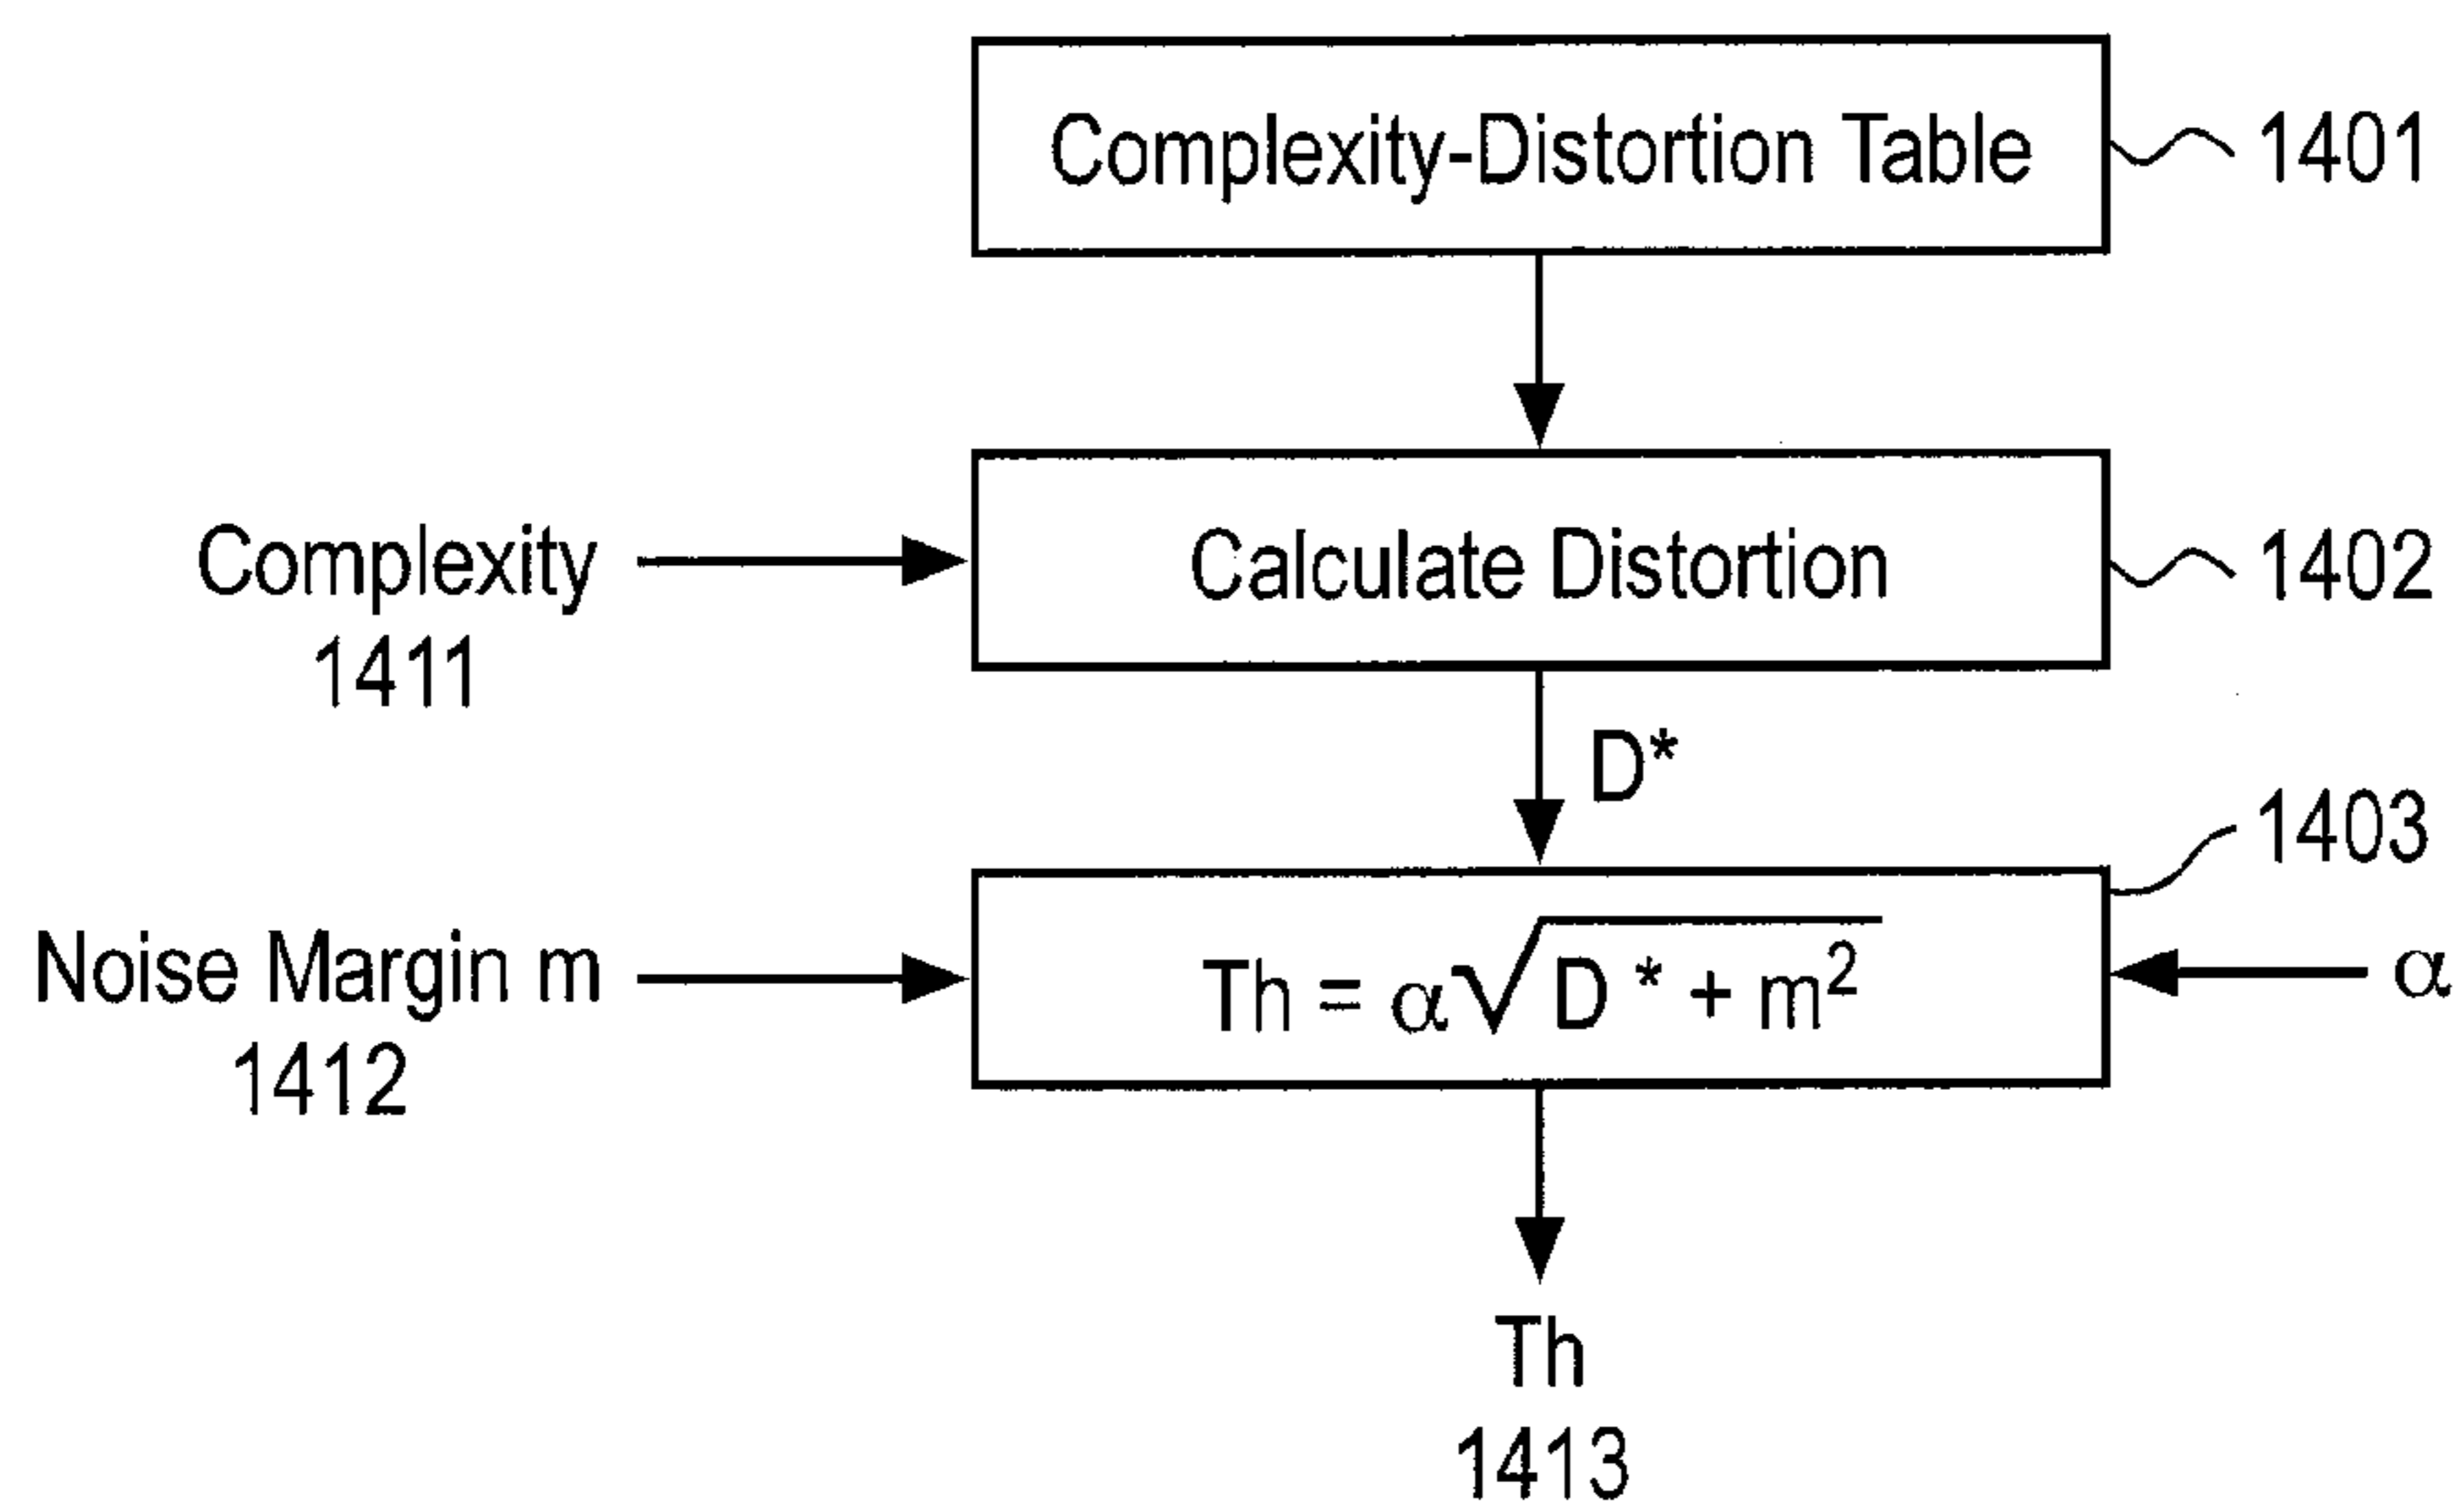 Complexity-Distortion Table
1401
Complexity
1411
Calculate Distortion
1402
D*
1403
Noise Margin m
1412
Th = α√D * + m²
α
Th
1413